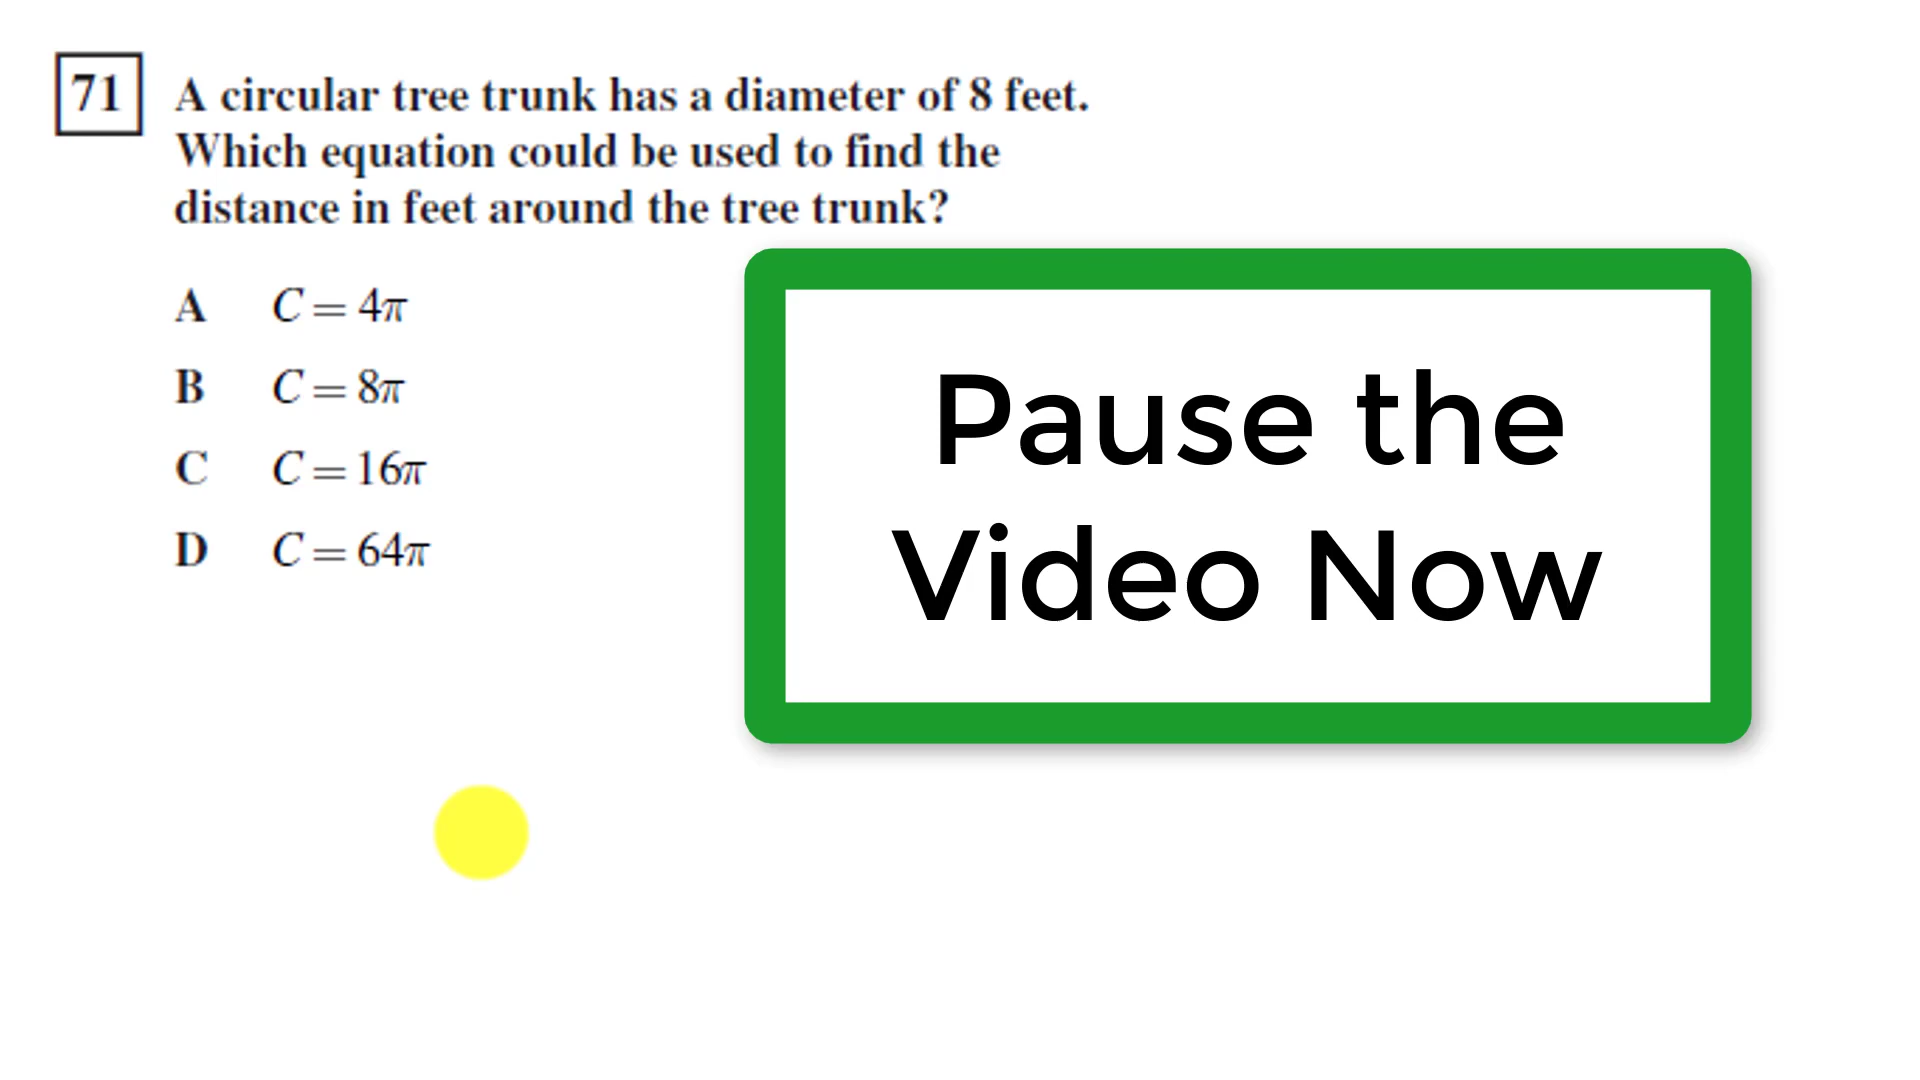 71 A circular tree trunk has a diameter of 8 feet.
Which equation could be used to find the
distance in feet around the tree trunk?
A C = 4π
B C = 8π
C C = 16π
D C = 64π
Pause the
Video Now